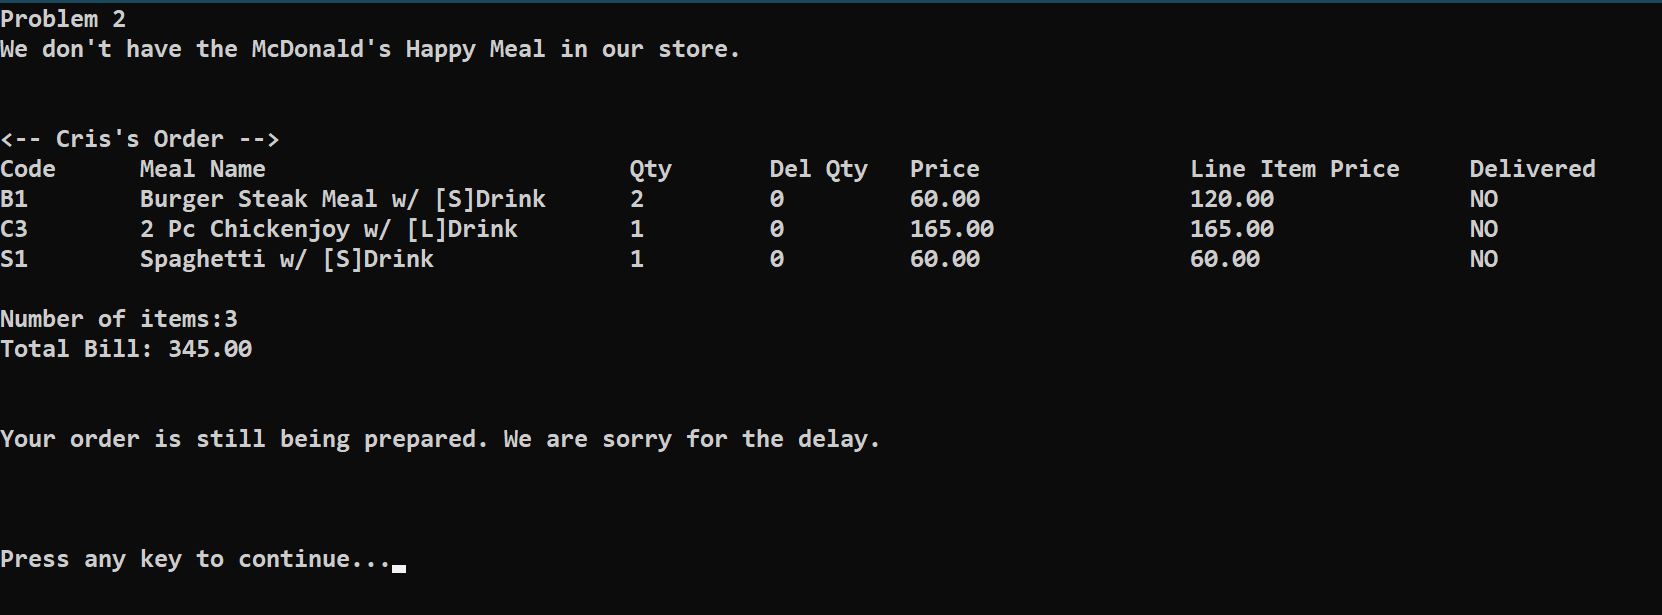 Problem 2
We don't have the McDonald's Happy Meal in our store.
<-- Cris's Order -->
Code Meal Name Qty Del Qty Price Line Item Price Delivered
B1 Burger Steak Meal w/ [S]Drink 2 0 60.00 120.00 NO
C3 2 Pc Chickenjoy w/ [L]Drink 1 0 165.00 165.00 NO
S1 Spaghetti w/ [S]Drink 1 0 60.00 60.00 NO
Number of items:3
Total Bill: 345.00
Your order is still being prepared. We are sorry for the delay.
Press any key to continue...